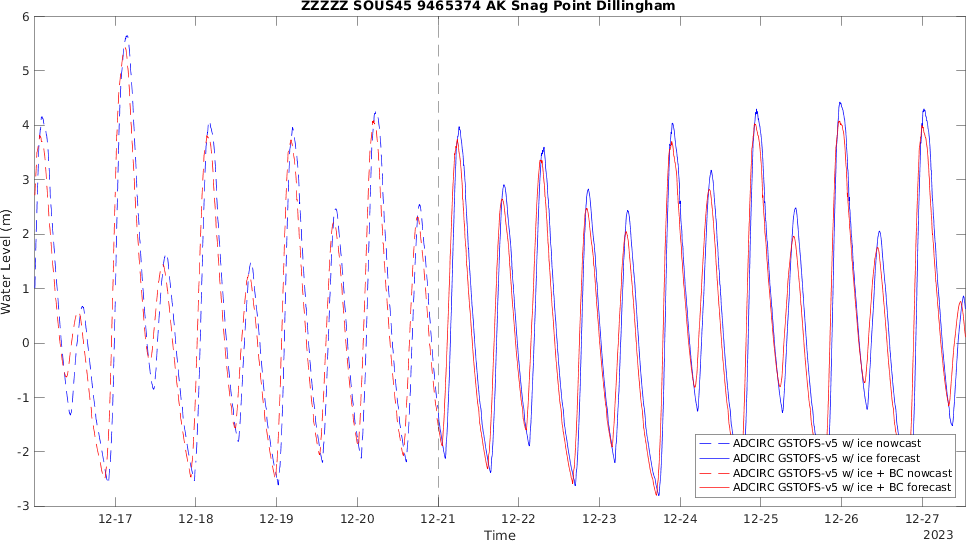 ZZZZZ SOUS45 9465374 AK Snag Point Dillingham
6
5
4
3
2
1
0
-1
-2
-3
Water Level (m)
ADCIRC GSTOFS-v5 w/ ice nowcast
ADCIRC GSTOFS-v5 w/ ice forecast
ADCIRC GSTOFS-v5 w/ ice + BC nowcast
ADCIRC GSTOFS-v5 w/ ice + BC forecast
12-17 12-18 12-19 12-20 12-21 12-22 12-23 12-24 12-25 12-26 12-27
Time
2023